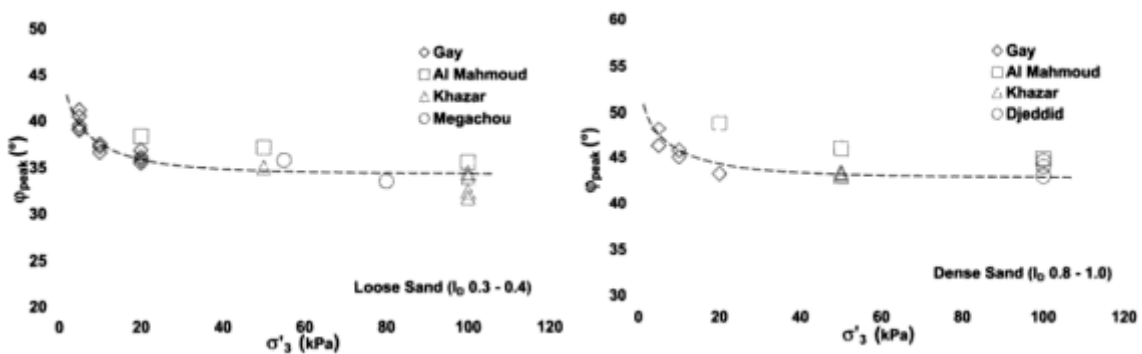 50
45
40
35
30
25
20
φpeak (°)
Gay
Al Mahmoud
Khazar
Megachou
Loose Sand (ID 0.3 - 0.4)
0 20 40 60 80 100 120
σ'3 (kPa)
60
55
50
45
40
35
30
φpeak (°)
Gay
Al Mahmoud
Khazar
Djeddid
Dense Sand (ID 0.8 - 1.0)
0 20 40 60 80 100 120
σ'3 (kPa)